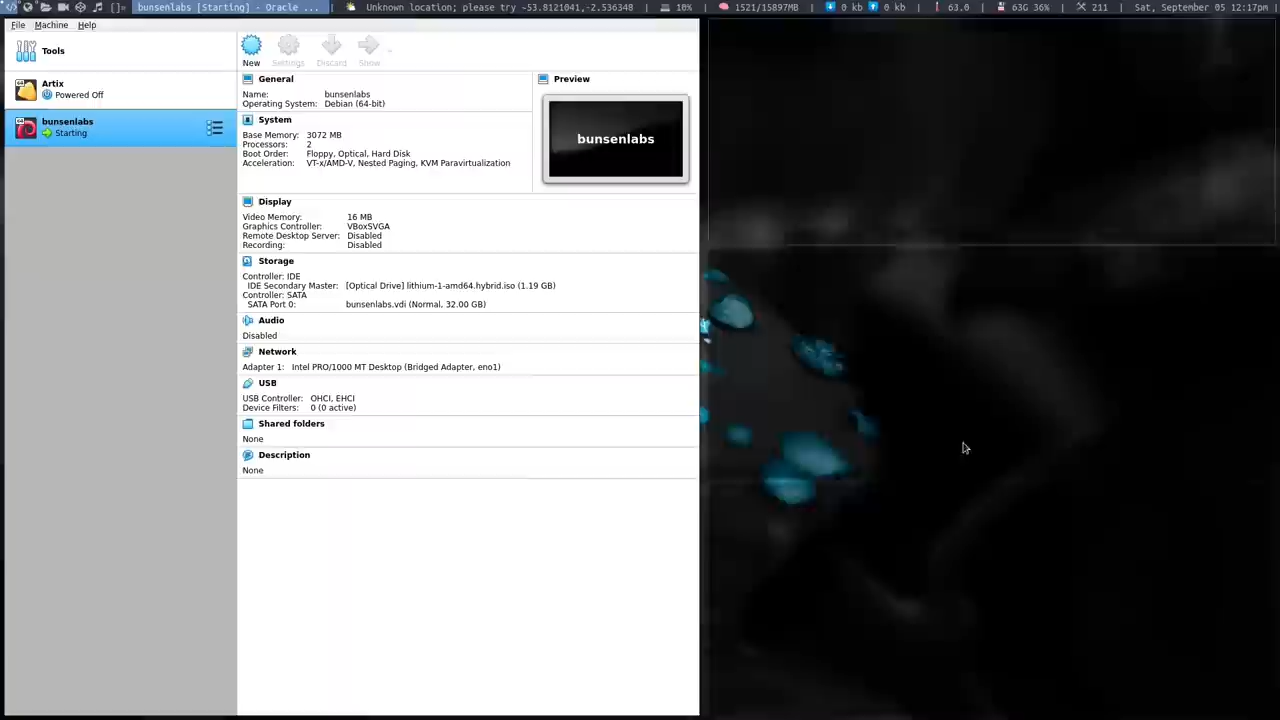 bunsenlabs [Starting] - Oracle ...
Unknown location; please try ~53.8121041,-2.536348
10%
1521/15897MB
0 kb
0 kb
63.0
63G 36%
211
Sat, September 05 12:17pm
File Machine Help
Tools
New
Settings
Discard
Show
Artix
Powered Off
bunsenlabs
Starting
General
Name: bunsenlabs
Operating System: Debian (64-bit)
Preview
bunsenlabs
System
Base Memory: 3072 MB
Processors: 2
Boot Order: Floppy, Optical, Hard Disk
Acceleration: VT-x/AMD-V, Nested Paging, KVM Paravirtualization
Display
Video Memory: 16 MB
Graphics Controller: VBoxSVGA
Remote Desktop Server: Disabled
Recording: Disabled
Storage
Controller: IDE
IDE Secondary Master: [Optical Drive] lithium-1-amd64.hybrid.iso (1.19 GB)
Controller: SATA
SATA Port 0: bunsenlabs.vdi (Normal, 32.00 GB)
Audio
Disabled
Network
Adapter 1: Intel PRO/1000 MT Desktop (Bridged Adapter, eno1)
USB
USB Controller: OHCI, EHCI
Device Filters: 0 (0 active)
Shared folders
None
Description
None